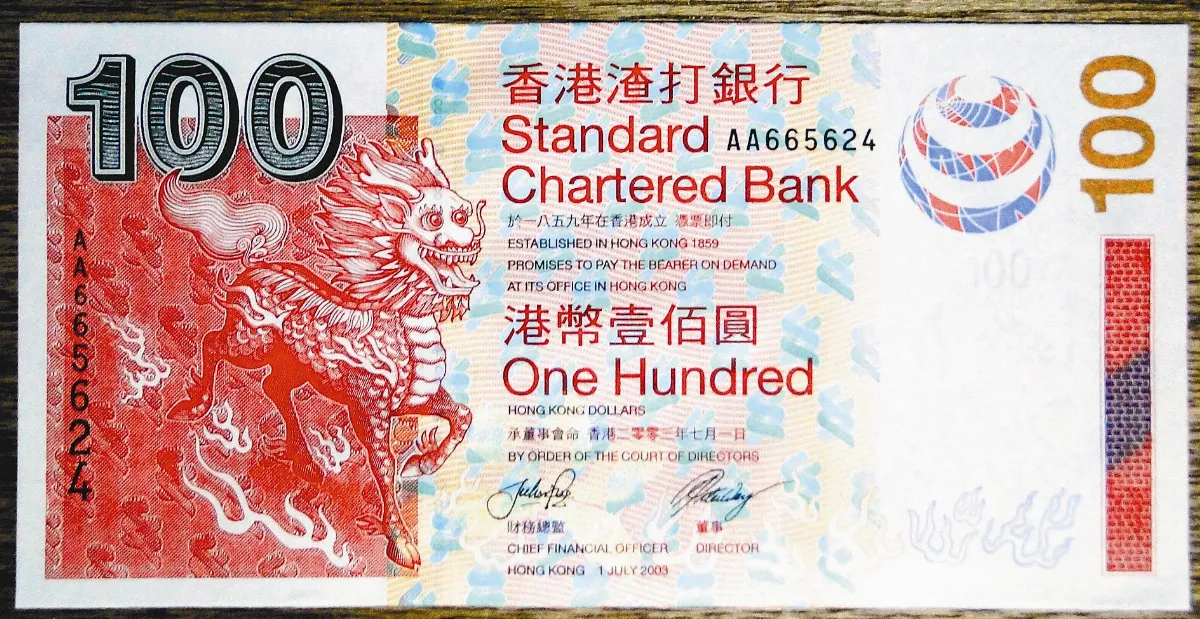 100
香港渣打銀行
Standard
AA665624
Chartered Bank
於一八五九年在香港成立 憑票即付
ESTABLISHED IN HONG KONG 1859
PROMISES TO PAY THE BEARER ON DEMAND
AT ITS OFFICE IN HONG KONG
港幣壹佰圓
One Hundred
HONG KONG DOLLARS
承董事會命 香港二零零三年七月一日
BY ORDER OF THE COURT OF DIRECTORS
財務總監 董事
CHIEF FINANCIAL OFFICER DIRECTOR
HONG KONG 1 JULY 2003
AA665624
100
100